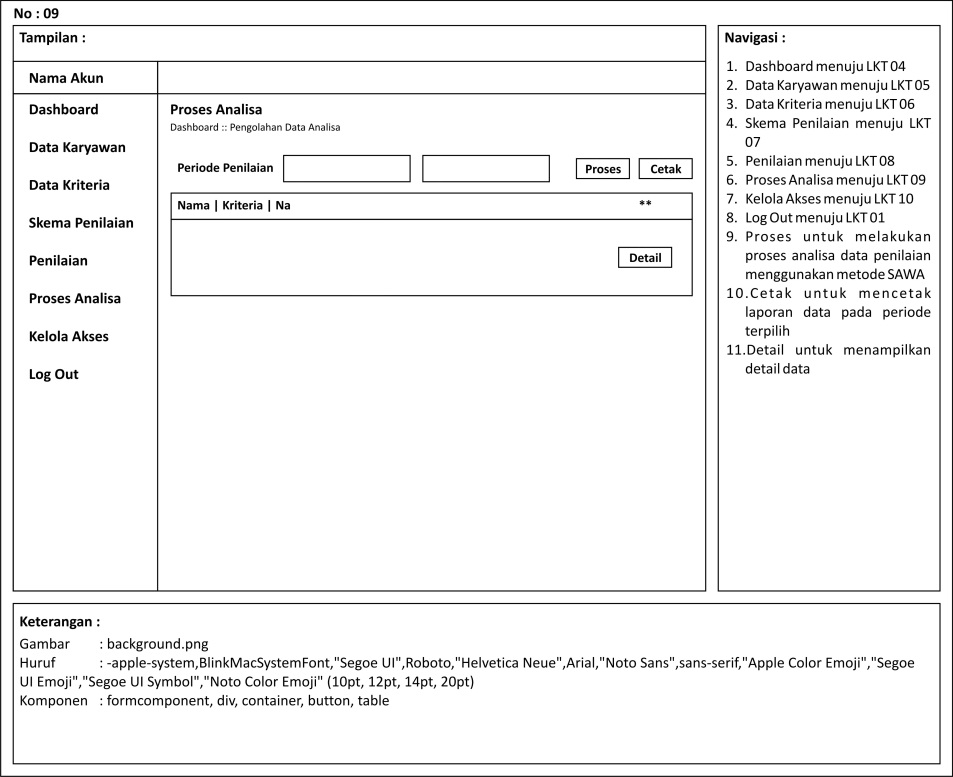 No : 09
Tampilan :
Nama Akun
Dashboard
Data Karyawan
Data Kriteria
Skema Penilaian
Penilaian
Proses Analisa
Kelola Akses
Log Out
Proses Analisa
Dashboard :: Pengolahan Data Analisa
Periode Penilaian
Proses
Cetak
Nama | Kriteria | Na **
Detail
Navigasi :
1. Dashboard menuju LKT 04
2. Data Karyawan menuju LKT 05
3. Data Kriteria menuju LKT 06
4. Skema Penilaian menuju LKT
07
5. Penilaian menuju LKT 08
6. Proses Analisa menuju LKT 09
7. Kelola Akses menuju LKT 10
8. Log Out menuju LKT 01
9. Proses untuk melakukan
proses analisa data penilaian
menggunakan metode SAWA
10.Cetak untuk mencetak
laporan data pada periode
terpilih
11.Detail untuk menampilkan
detail data
Keterangan :
Gambar : background.png
Huruf : -apple-system,BlinkMacSystemFont,"Segoe UI",Roboto,"Helvetica Neue",Arial,"Noto Sans",sans-serif,"Apple Color Emoji","Segoe
UI Emoji","Segoe UI Symbol","Noto Color Emoji" (10pt, 12pt, 14pt, 20pt)
Komponen : formcomponent, div, container, button, table